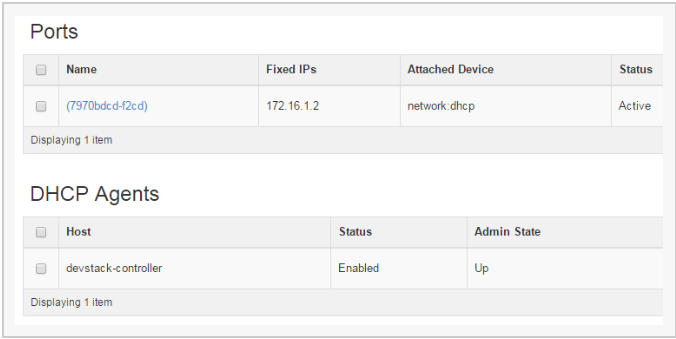 Ports
Name Fixed IPs Attached Device Status
(7970bdcd-f2cd) 172.16.1.2 network:dhcp Active
Displaying 1 item
DHCP Agents
Host Status Admin State
devstack-controller Enabled Up
Displaying 1 item